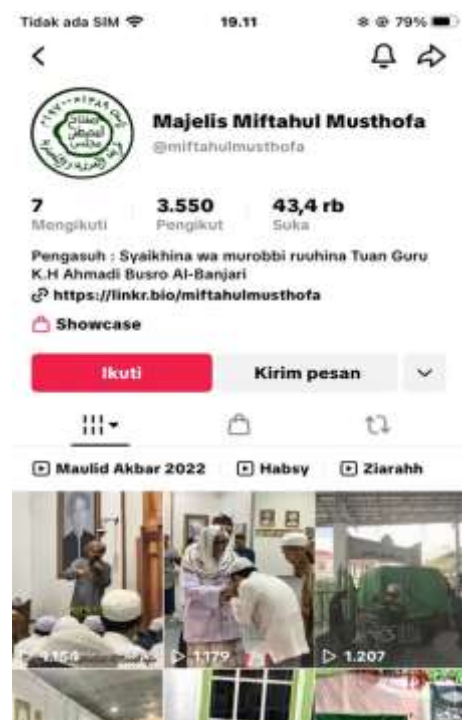 Tidak ada SIM 19.11 79%
Majelis Miftahul Musthofa
@miftahulmusthofa
7 3.550 43,4 rb
Mengikuti Pengikut Suka
Pengasuh : Syaikhina wa murobbi ruuhina Tuan Guru
K.H Ahmadi Busro Al-Banjari
https://linkr.bio/miftahulmusthofa
Showcase
Ikuti Kirim pesan
Maulid Akbar 2022 Habsy Ziarahh
1.154 1.179 1.207